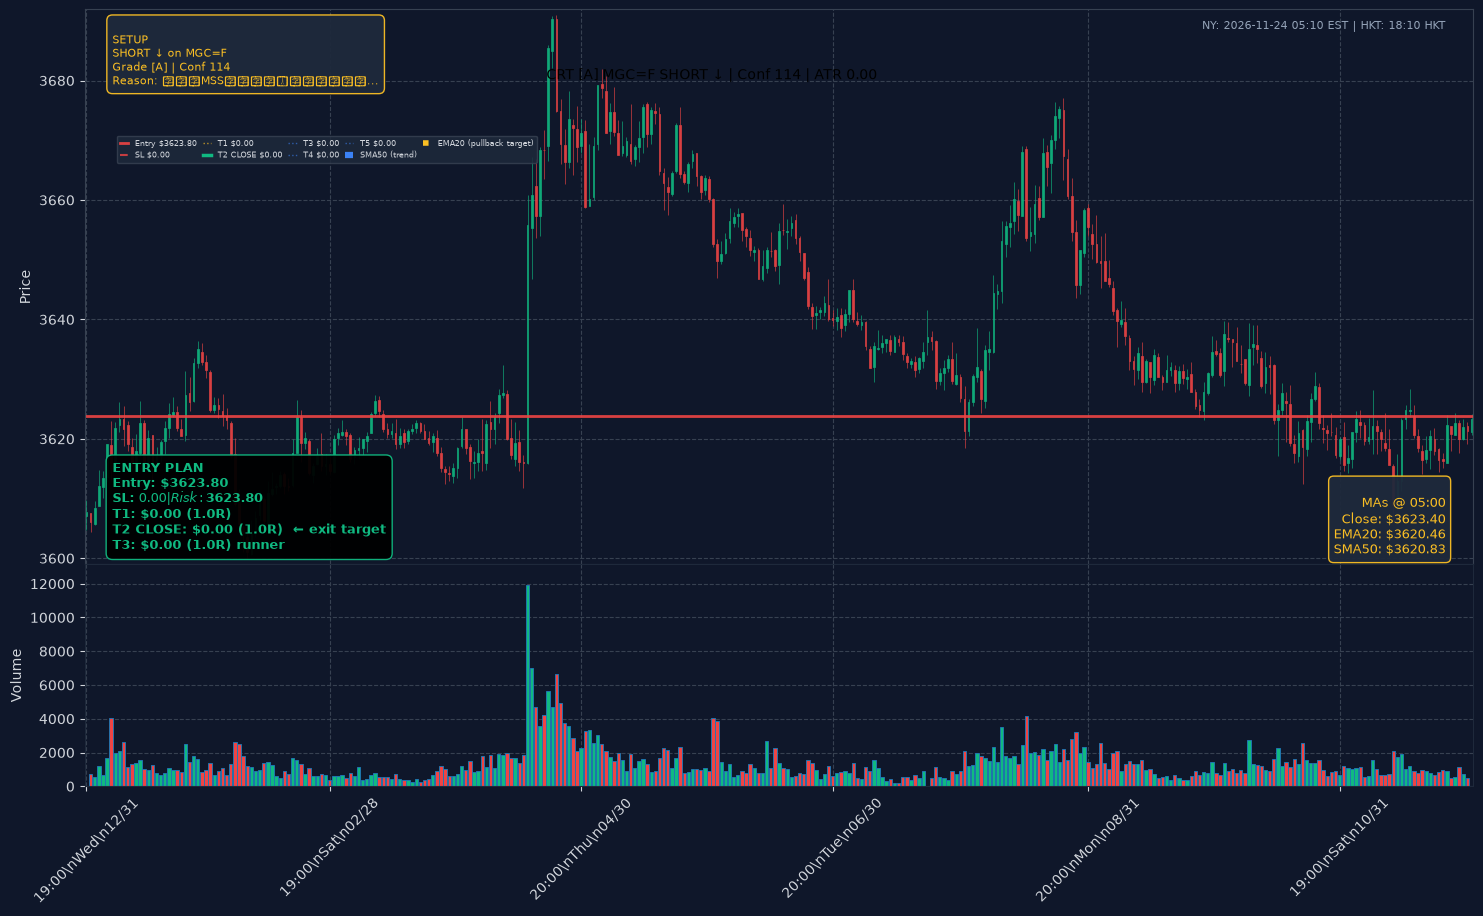 NY: 2026-11-24 05:10 EST | HKT: 18:10 HKT
SETUP
SHORT ↓ on MGC=F
Grade [A] | Conf 114
Reason: MSS...
CRT [A] MGC=F SHORT ↓ | Conf 114 | ATR 0.00
Entry $3623.80
T1 $0.00
T3 $0.00
T5 $0.00
EMA20 (pullback target)
SL $0.00
T2 CLOSE $0.00
T4 $0.00
SMA50 (trend)
Price
3680
3660
3640
3620
3600
ENTRY PLAN
Entry: $3623.80
SL: 0.00|Risk:3623.80
T1: $0.00 (1.0R)
T2 CLOSE: $0.00 (1.0R) ← exit target
T3: $0.00 (1.0R) runner
MAs @ 05:00
Close: $3623.40
EMA20: $3620.46
SMA50: $3620.83
Volume
12000
10000
8000
6000
4000
2000
0
19:00\nWed\n12/31
19:00\nSat\n02/28
20:00\nThu\n04/30
20:00\nTue\n06/30
20:00\nMon\n08/31
19:00\nSat\n10/31